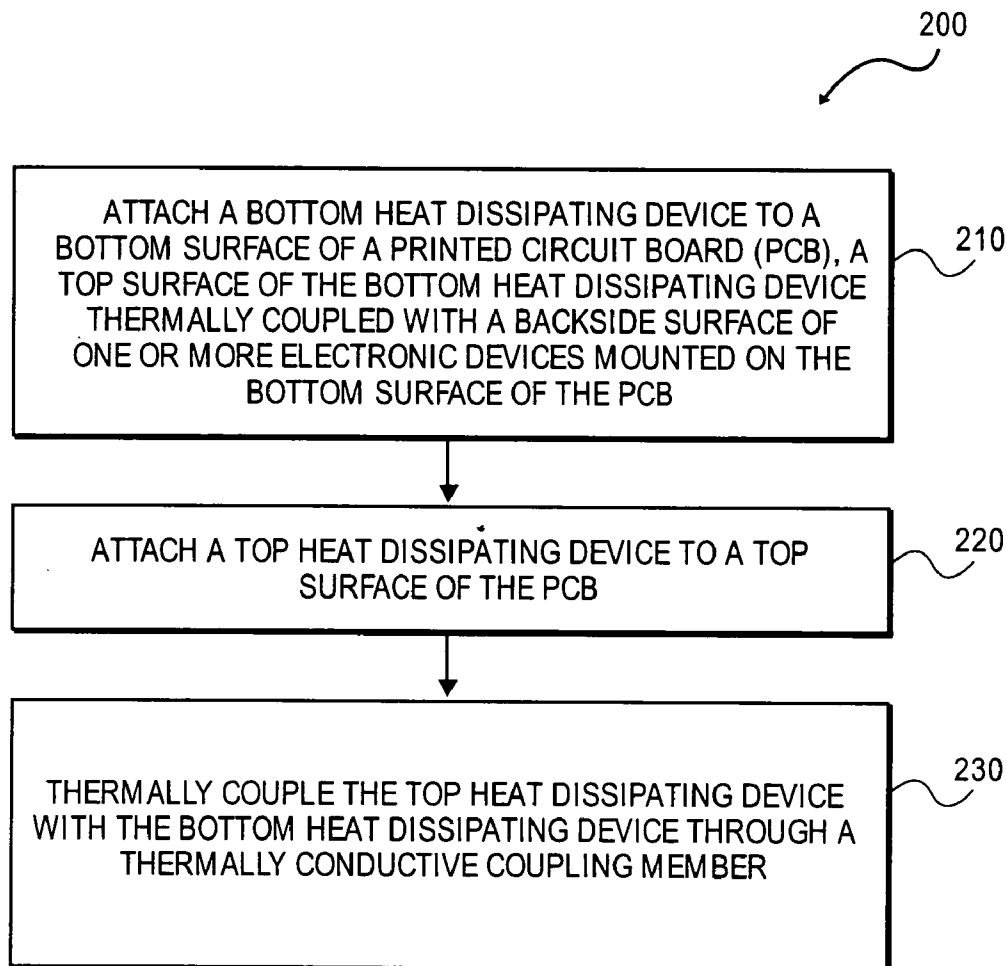 200
ATTACH A BOTTOM HEAT DISSIPATING DEVICE TO A
BOTTOM SURFACE OF A PRINTED CIRCUIT BOARD (PCB), A
TOP SURFACE OF THE BOTTOM HEAT DISSIPATING DEVICE
THERMALLY COUPLED WITH A BACKSIDE SURFACE OF
ONE OR MORE ELECTRONIC DEVICES MOUNTED ON THE
BOTTOM SURFACE OF THE PCB
210
ATTACH A TOP HEAT DISSIPATING DEVICE TO A TOP
SURFACE OF THE PCB
220
THERMALLY COUPLE THE TOP HEAT DISSIPATING DEVICE
WITH THE BOTTOM HEAT DISSIPATING DEVICE THROUGH A
THERMALLY CONDUCTIVE COUPLING MEMBER
230